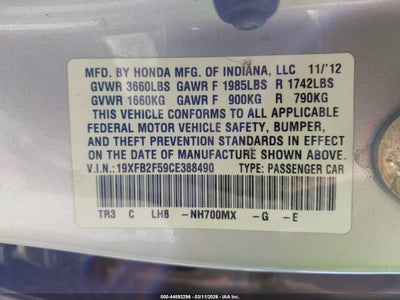 MFD. BY HONDA MFG. OF INDIANA, LLC 11/'12
GVWR 3660LBS GAWR F 1985LBS R 1742LBS
GVWR 1660KG GAWR F 900KG R 790KG
THIS VEHICLE CONFORMS TO ALL APPLICABLE
FEDERAL MOTOR VEHICLE SAFETY, BUMPER,
AND THEFT PREVENTION STANDARDS IN EFFECT
ON THE DATE OF MANUFACTURE SHOWN ABOVE.
V.I.N.:19XFB2F59CE388490 TYPE: PASSENGER CAR
TR3 C LH8 -NH700MX -G -E
IAA 44592296 - 03/11/2026 - © IAA, Inc.